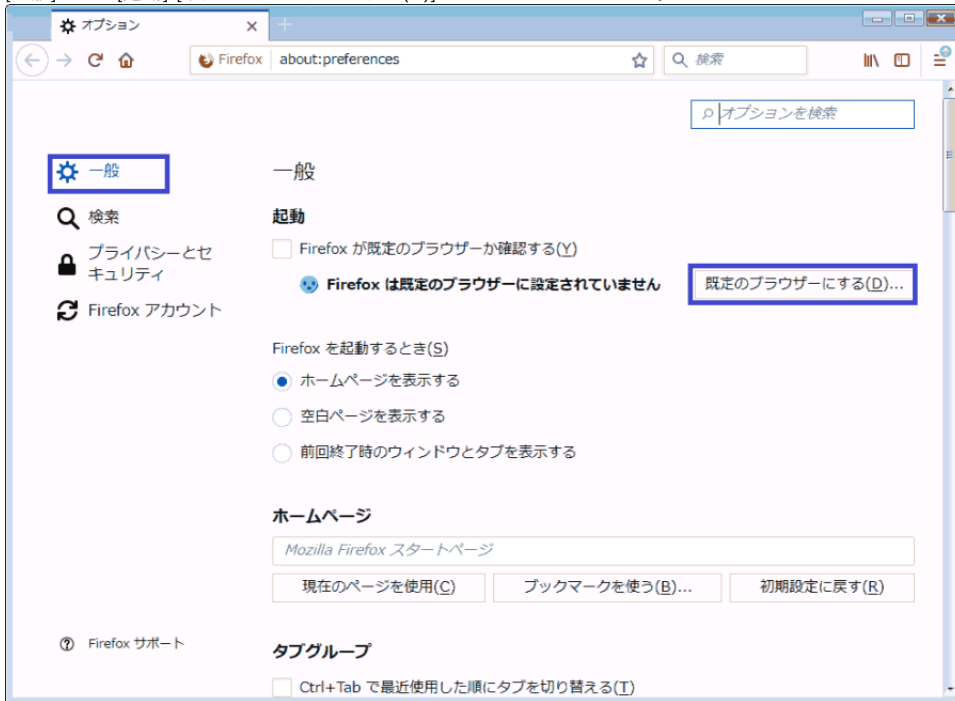 オプション
Firefox about:preferences
検索
オプションを検索
一般
検索
プライバシーとセ
キュリティ
Firefox アカウント
Firefox サポート
一般
起動
Firefox が既定のブラウザーか確認する(Y)
Firefox は既定のブラウザーに設定されていません
既定のブラウザーにする(D)...
Firefox を起動するとき(S)
ホームページを表示する
空白ページを表示する
前回終了時のウィンドウとタブを表示する
ホームページ
Mozilla Firefox スタートページ
現在のページを使用(C)
ブックマークを使う(B)...
初期設定に戻す(R)
タブグループ
Ctrl+Tab で最近使用した順にタブを切り替える(T)